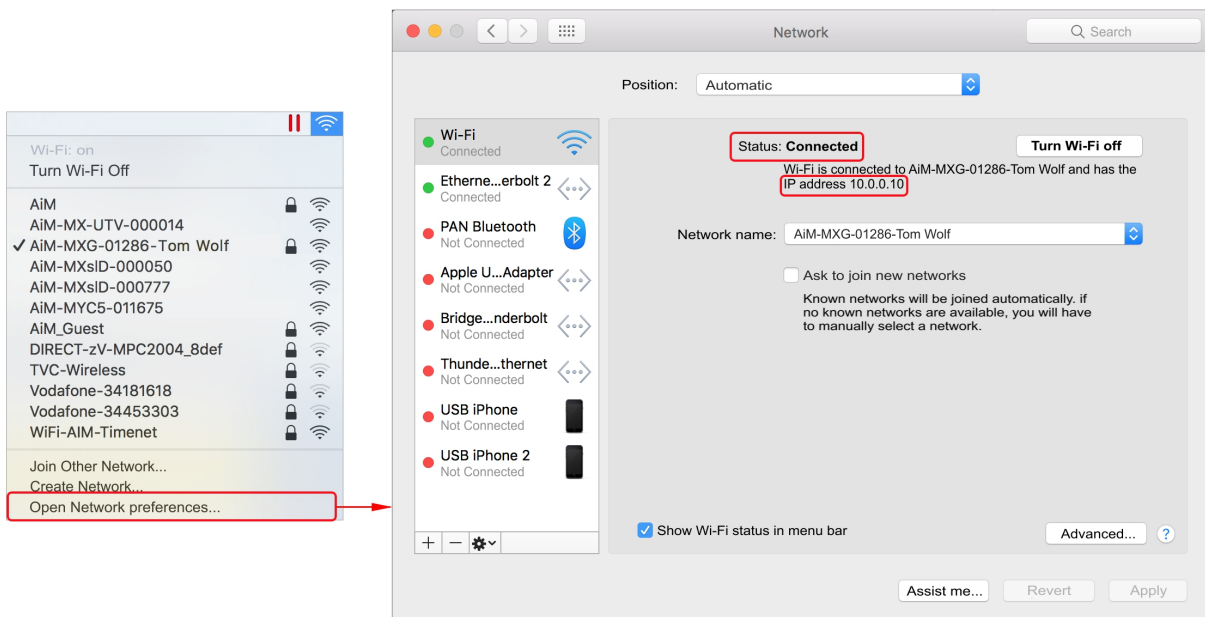 Wi-Fi: on
Turn Wi-Fi Off
AiM
AiM-MX-UTV-000014
✓ AiM-MXG-01286-Tom Wolf
AiM-MXsID-000050
AiM-MXsID-000777
AiM-MYC5-011675
AiM_Guest
DIRECT-zV-MPC2004_8def
TVC-Wireless
Vodafone-34181618
Vodafone-34453303
WiFi-AIM-Timenet
Join Other Network...
Create Network...
Open Network preferences...
Network
Search
Position: Automatic
Wi-Fi
Connected
Etherne...erbolt 2
Connected
PAN Bluetooth
Not Connected
Apple U...Adapter
Not Connected
Bridge...nderbolt
Not Connected
Thunde...thernet
Not Connected
USB iPhone
Not Connected
USB iPhone 2
Not Connected
Status: Connected
Turn Wi-Fi off
Wi-Fi is connected to AiM-MXG-01286-Tom Wolf and has the
IP address 10.0.0.10
Network name: AiM-MXG-01286-Tom Wolf
Ask to join new networks
Known networks will be joined automatically. if
no known networks are available, you will have
to manually select a network.
Show Wi-Fi status in menu bar
Advanced... ?
Assist me... Revert Apply